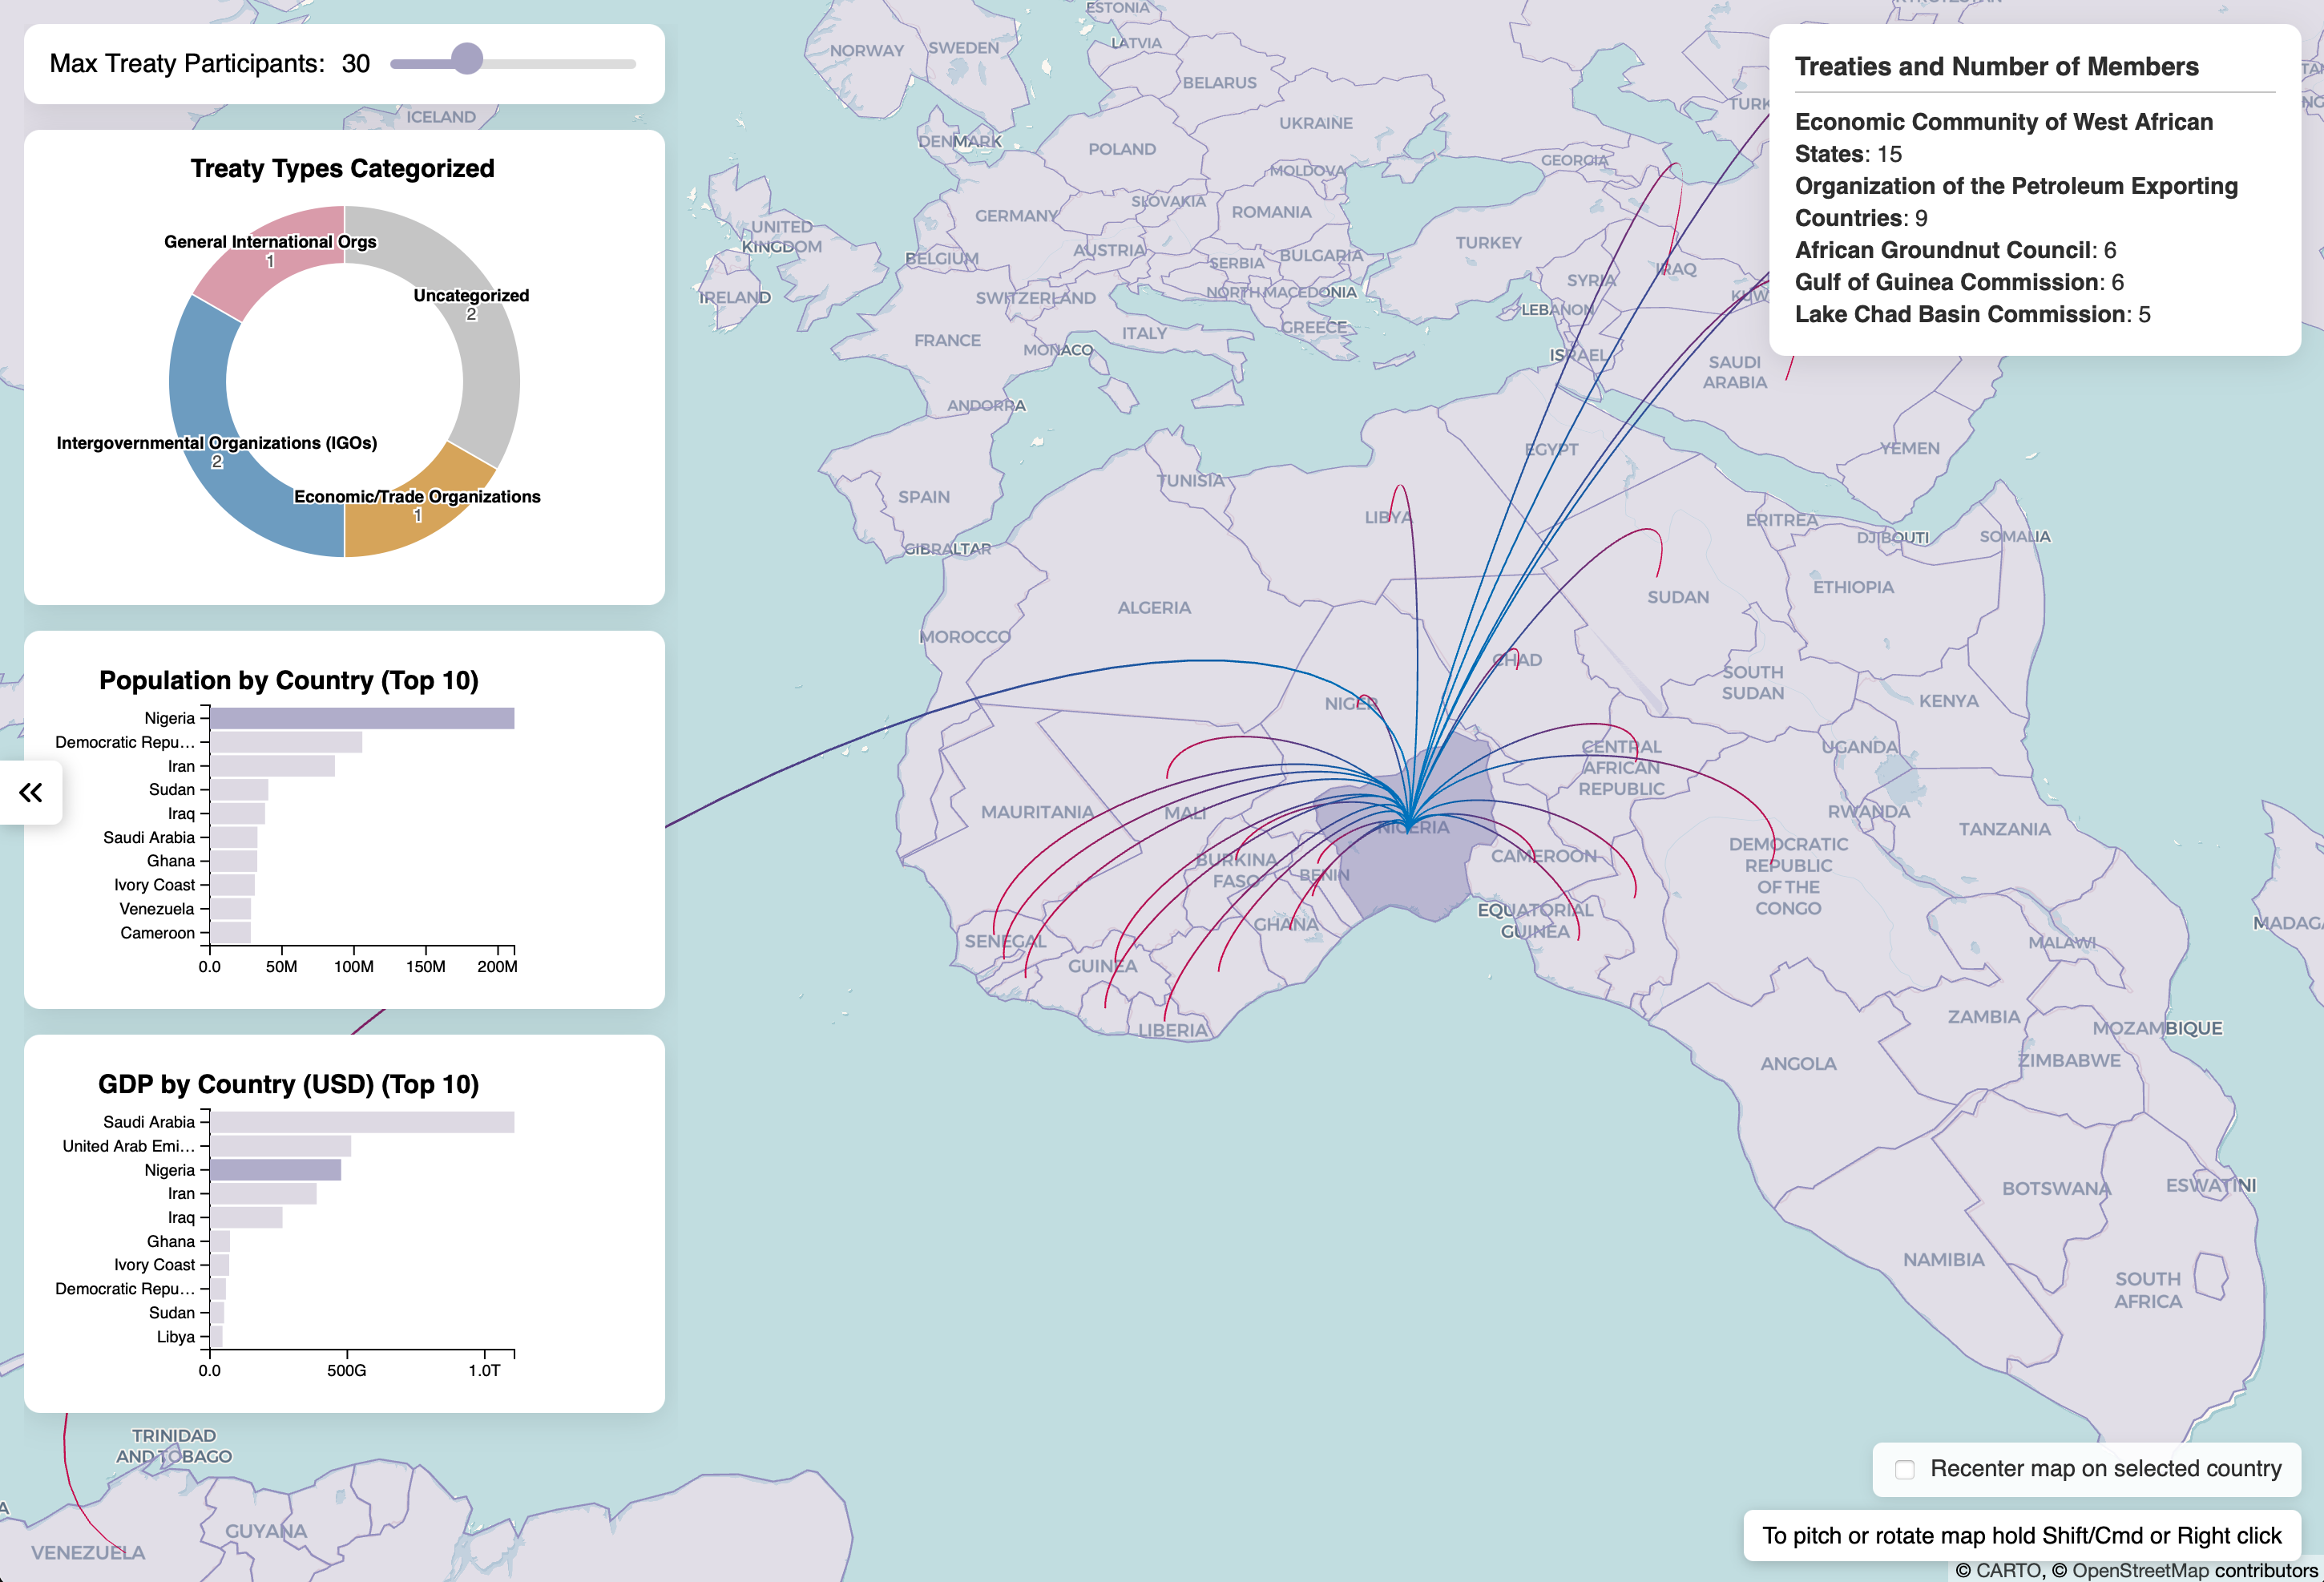 Max Treaty Participants: 30
Treaty Types Categorized
General International Orgs
1
Uncategorized
2
Intergovernmental Organizations (IGOs)
2
Economic/Trade Organizations
1
Population by Country (Top 10)
Nigeria
Democratic Repu...
Iran
Sudan
Iraq
Saudi Arabia
Ghana
Ivory Coast
Venezuela
Cameroon
0.0 50M 100M 150M 200M
GDP by Country (USD) (Top 10)
Saudi Arabia
United Arab Emi...
Nigeria
Iran
Iraq
Ghana
Ivory Coast
Democratic Repu...
Sudan
Libya
0.0 500G 1.0T
Treaties and Number of Members
Economic Community of West African
States: 15
Organization of the Petroleum Exporting
Countries: 9
African Groundnut Council: 6
Gulf of Guinea Commission: 6
Lake Chad Basin Commission: 5
ESTONIA
NORWAY
SWEDEN
LATVIA
BELARUS
ICELAND
DENMARK
POLAND
UKRAINE
MOLDOVA
GEORGIA
TURK
GERMANY
SLOVAKIA
ROMANIA
UNITED
KINGDOM
BELGIUM
AUSTRIA
SERBIA
BULGARIA
TURKEY
SYRIA
IRAQ
KUW
IRELAND
SWITZERLAND
NORTH MACEDONIA
LEBANON
FRANCE
MONACO
ITALY
GREECE
ISRAEL
SAUDI
ARABIA
ANDORRA
EGYPT
YEMEN
SPAIN
TUNISIA
LIBYA
ERITREA
DJIBOUTI
SOMALIA
GIBRALTAR
ALGERIA
SUDAN
ETHIOPIA
MOROCCO
CHAD
SOUTH
SUDAN
KENYA
NIGER
CENTRAL
AFRICAN
REPUBLIC
UGANDA
MAURITANIA
MALI
NIGERIA
RWANDA
TANZANIA
BURKINA
FASO
BENIN
CAMEROON
DEMOCRATIC
REPUBLIC
OF THE
CONGO
SENEGAL
GUINEA
GHANA
EQUATORIAL
GUINEA
MALAWI
MADAGA
LIBERIA
ANGOLA
ZAMBIA
MOZAMBIQUE
ZIMBABWE
BOTSWANA
ESWATINI
NAMIBIA
SOUTH
AFRICA
TRINIDAD
AND TOBAGO
GUYANA
VENEZUELA
Recenter map on selected country
To pitch or rotate map hold Shift/Cmd or Right click
© CARTO, © OpenStreetMap contributors